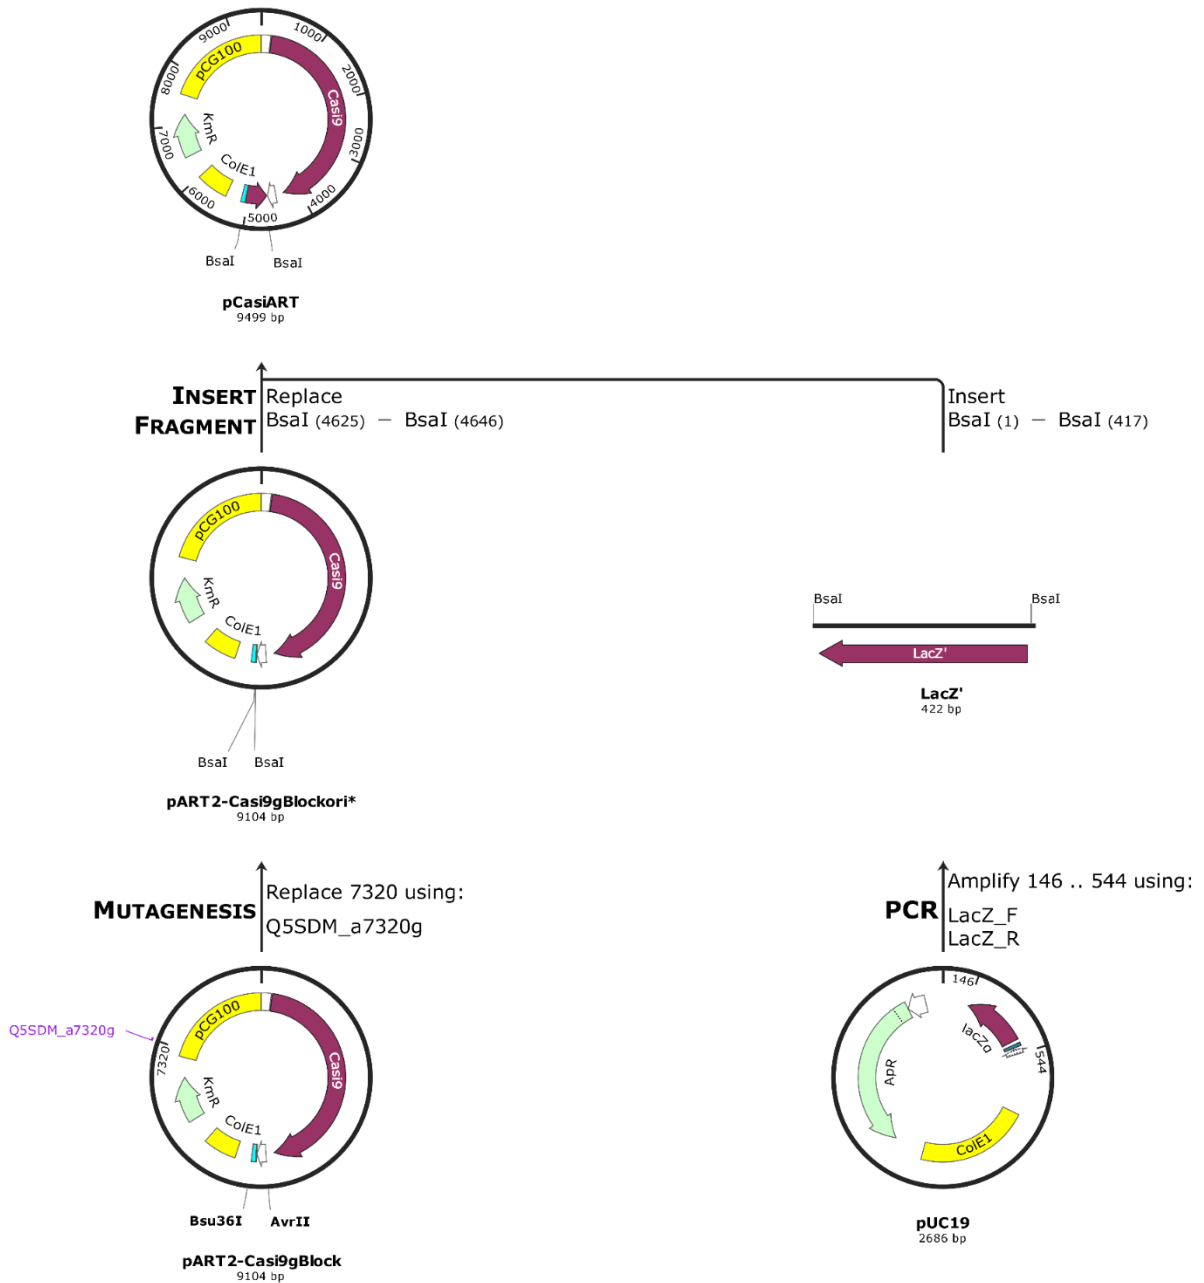 9000
1000
8000
pCG100
2000
Casi9
KmR
7000
3000
ColE1
6000
4000
5000
BsaI
BsaI
pCasiART
9499 bp
INSERT
FRAGMENT
Replace
BsaI (4625) – BsaI (4646)
Insert
BsaI (1) – BsaI (417)
pCG100
Casi9
KmR
ColE1
BsaI
BsaI
pART2-Casi9gBlockori*
9104 bp
BsaI
BsaI
LacZ'
LacZ'
422 bp
MUTAGENESIS
Replace 7320 using:
Q5SDM_a7320g
PCR
Amplify 146 .. 544 using:
LacZ_F
LacZ_R
Q5SDM_a7320g
7320
pCG100
Casi9
KmR
ColE1
Bsu36I
AvrII
pART2-Casi9gBlock
9104 bp
146
lacZα
544
ApR
ColE1
pUC19
2686 bp